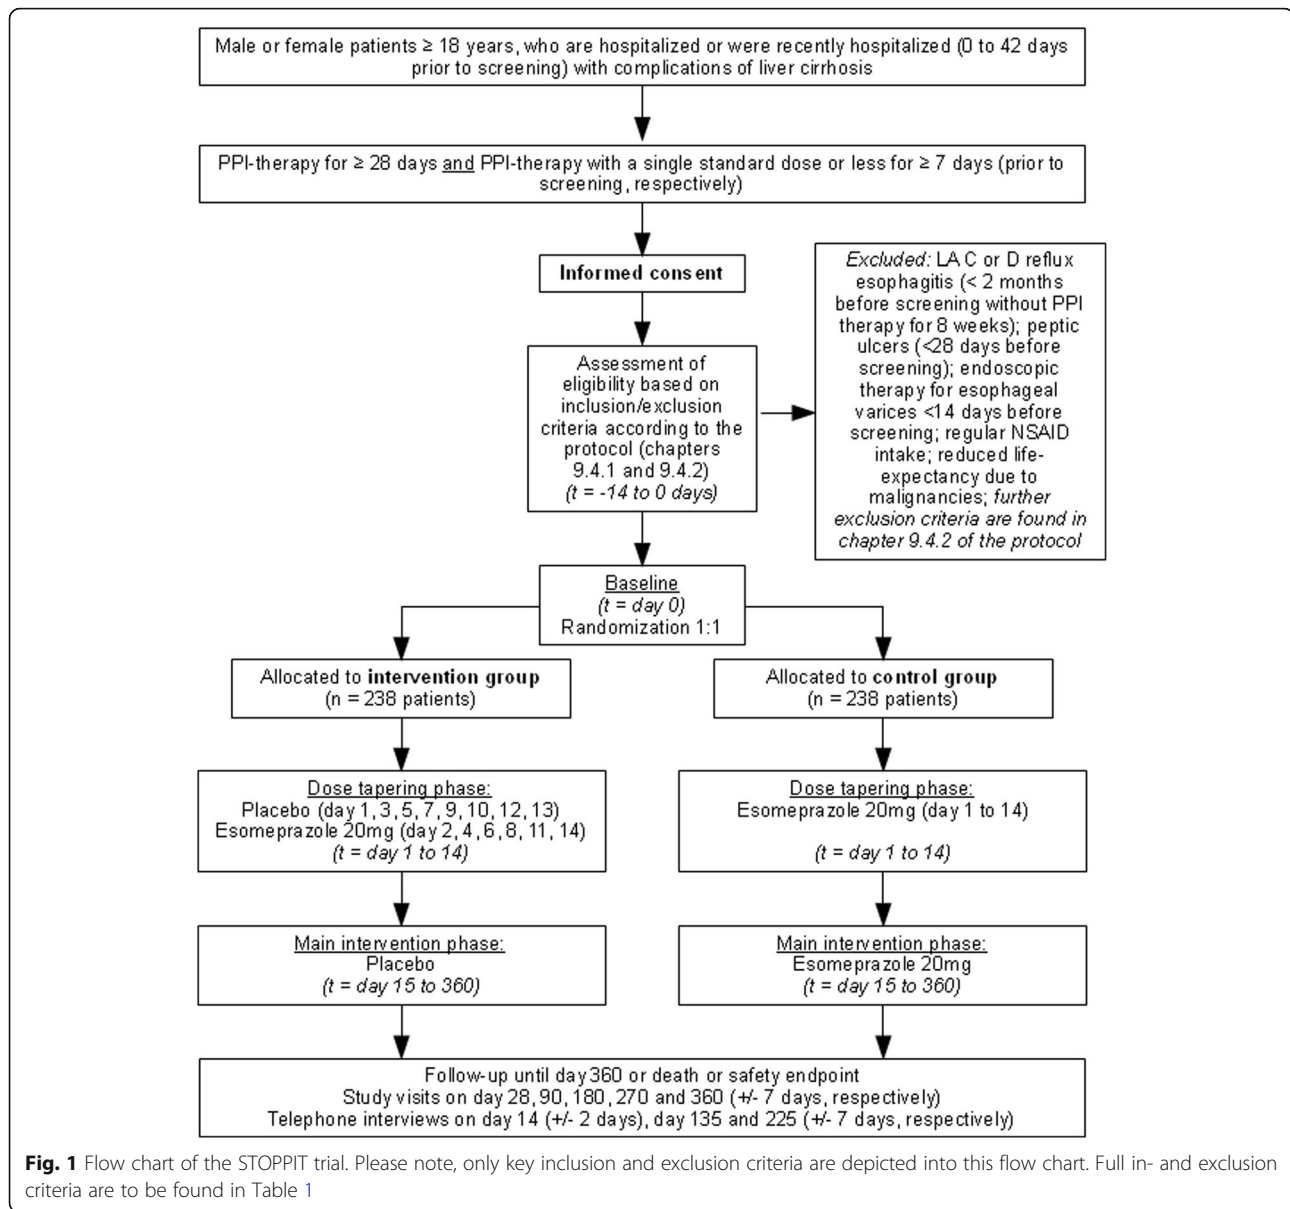 Male or female patients ≥ 18 years, who are hospitalized or were recently hospitalized (0 to 42 days
prior to screening) with complications of liver cirrhosis
PPI-therapy for ≥ 28 days and PPI-therapy with a single standard dose or less for ≥ 7 days (prior to
screening, respectively)
Informed consent
Assessment of
eligibility based on
inclusion/exclusion
criteria according to the
protocol (chapters
9.4.1 and 9.4.2)
(t = -14 to 0 days)
Excluded: LA C or D reflux
esophagitis (< 2 months
before screening without PPI
therapy for 8 weeks); peptic
ulcers (<28 days before
screening); endoscopic
therapy for esophageal
varices <14 days before
screening; regular NSAID
intake; reduced life-
expectancy due to
malignancies; further
exclusion criteria are found in
chapter 9.4.2 of the protocol
Baseline
(t = day 0)
Randomization 1:1
Allocated to intervention group
(n = 238 patients)
Allocated to control group
(n = 238 patients)
Dose tapering phase:
Placebo (day 1, 3, 5, 7, 9, 10, 12, 13)
Esomeprazole 20mg (day 2, 4, 6, 8, 11, 14)
(t = day 1 to 14)
Dose tapering phase:
Esomeprazole 20mg (day 1 to 14)
(t = day 1 to 14)
Main intervention phase:
Placebo
(t = day 15 to 360)
Main intervention phase:
Esomeprazole 20mg
(t = day 15 to 360)
Follow-up until day 360 or death or safety endpoint
Study visits on day 28, 90, 180, 270 and 360 (+/- 7 days, respectively)
Telephone interviews on day 14 (+/- 2 days), day 135 and 225 (+/- 7 days, respectively)
Fig. 1 Flow chart of the STOPPIT trial. Please note, only key inclusion and exclusion criteria are depicted into this flow chart. Full in- and exclusion
criteria are to be found in Table 1